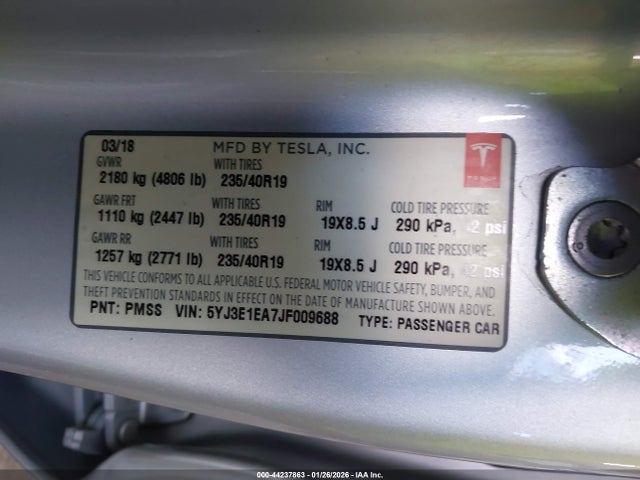 03/18 MFD BY TESLA, INC.
GVWR WITH TIRES
2180 kg (4806 lb) 235/40R19
GAWR FRT WITH TIRES RIM COLD TIRE PRESSURE
1110 kg (2447 lb) 235/40R19 19X8.5 J 290 kPa, 42 psi
GAWR RR WITH TIRES RIM COLD TIRE PRESSURE
1257 kg (2771 lb) 235/40R19 19X8.5 J 290 kPa, 42 psi
THIS VEHICLE CONFORMS TO ALL APPLICABLE U.S. FEDERAL MOTOR VEHICLE SAFETY, BUMPER, AND
THEFT PREVENTION STANDARDS IN EFFECT ON THE DATE OF MANUFACTURE SHOWN ABOVE.
PNT: PMSS VIN: 5YJ3E1EA7JF009688 TYPE: PASSENGER CAR
000-44237863 | 01/26/2026 | IAA Inc.